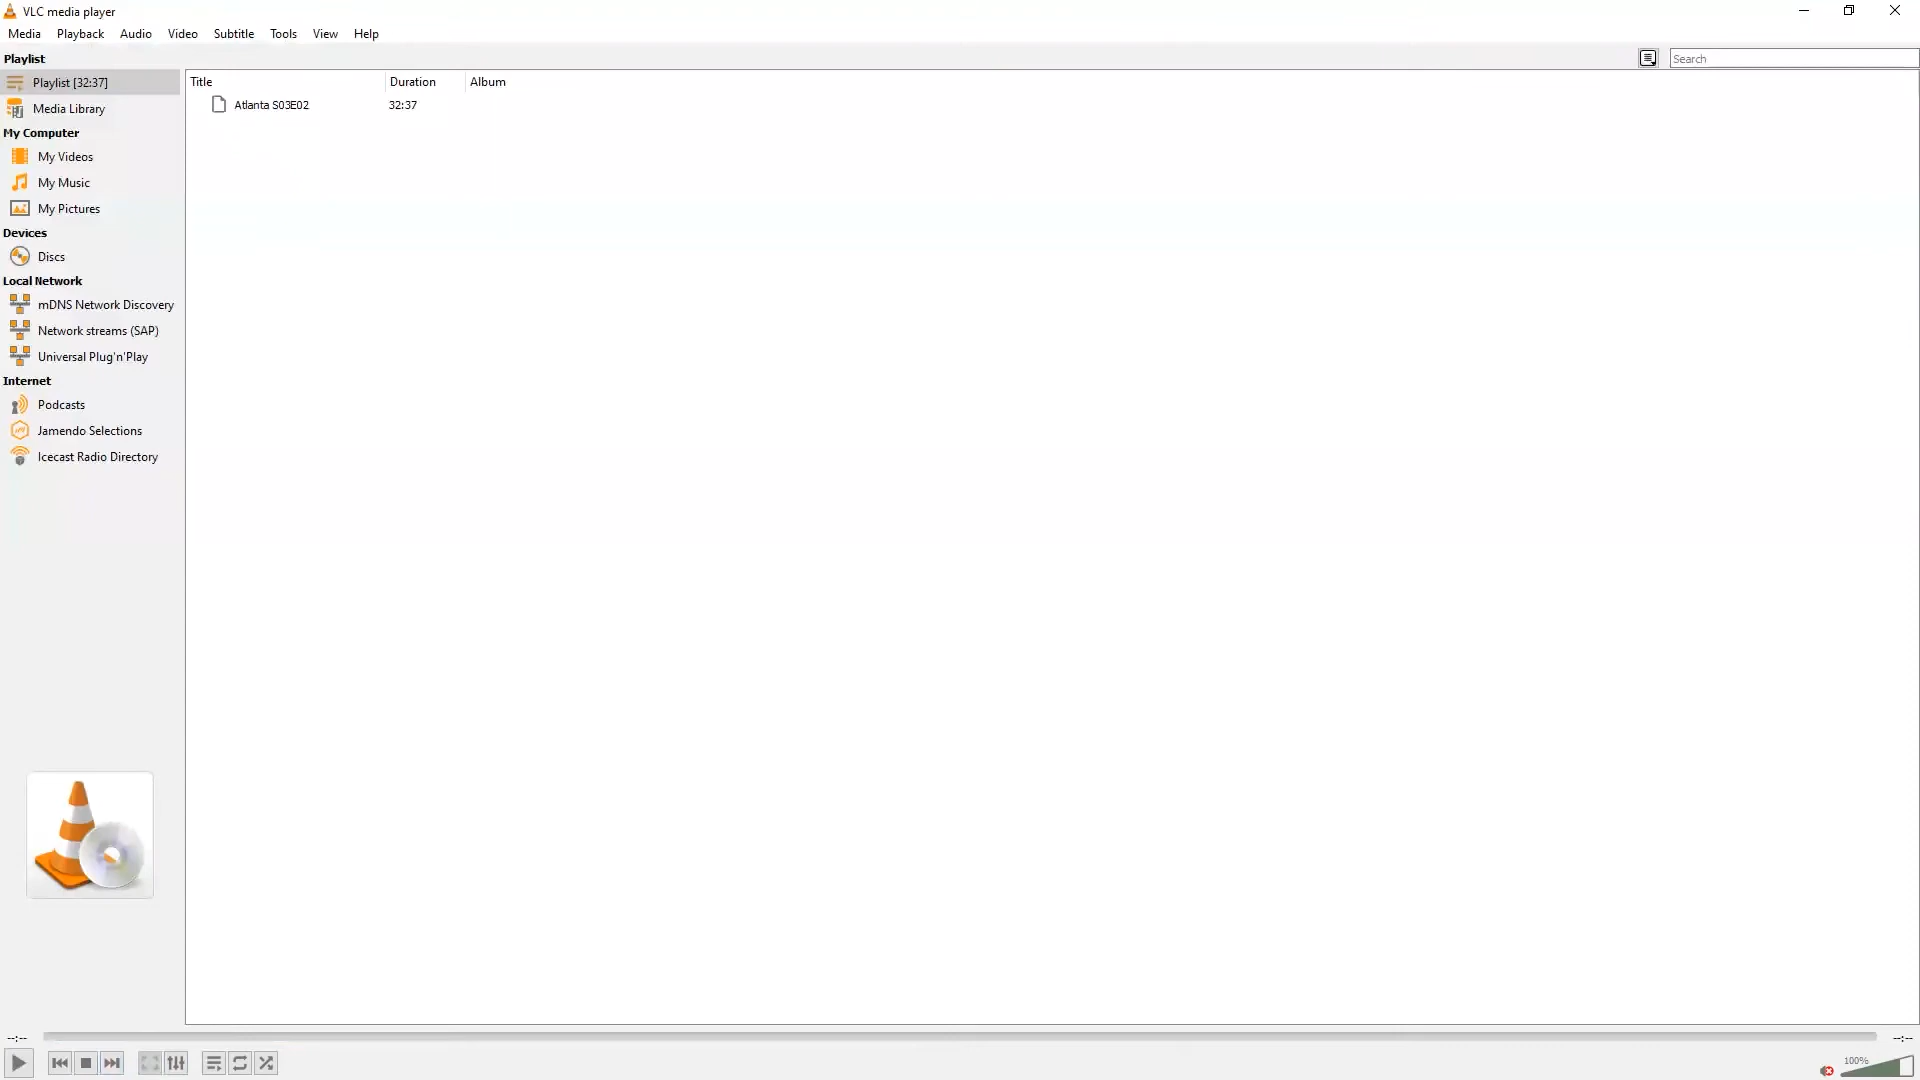 VLC media player
Media Playback Audio Video Subtitle Tools View Help
Playlist
Search
Playlist [32:37]
Media Library
My Computer
My Videos
My Music
My Pictures
Devices
Discs
Local Network
mDNS Network Discovery
Network streams (SAP)
Universal Plug'n'Play
Internet
Podcasts
Jamendo Selections
Icecast Radio Directory
Title Duration Album
Atlanta S03E02 32:37
--:-- --:--
100%